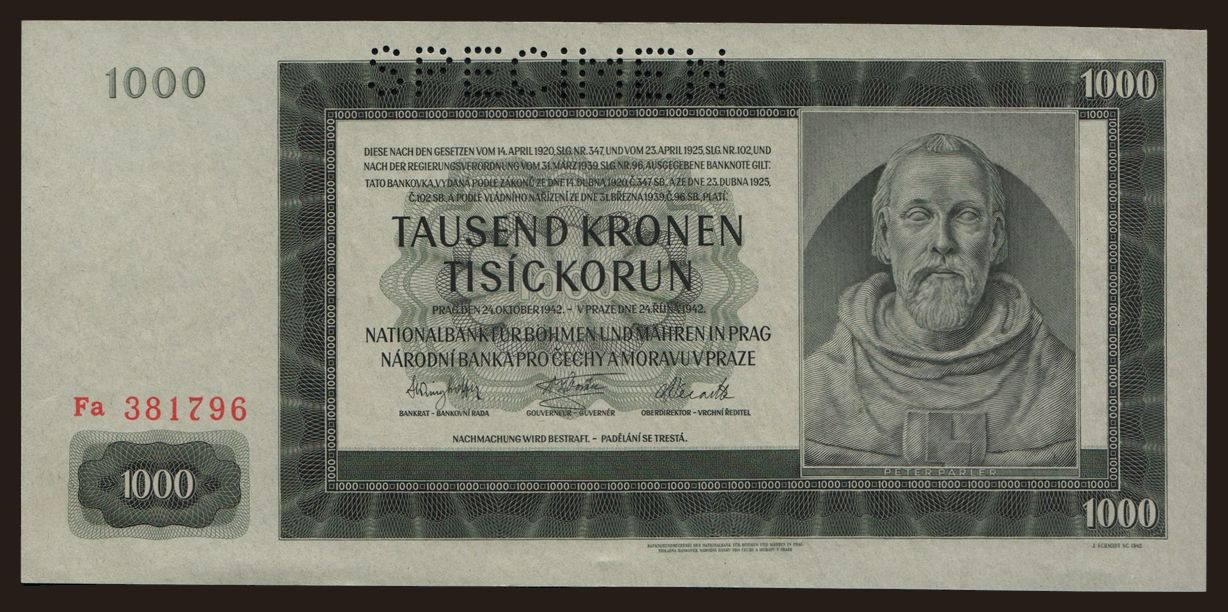 SPECIMEN
1000
1000
DIESE NACH DEN GESETZEN VOM 14. APRIL 1920, SLG. NR. 347, UND VOM 23. APRIL 1925, SLG. NR. 102, UND
NACH DER REGIERUNGSVERORDNUNG VOM 31. MÄRZ 1939, SLG. NR. 96, AUSGEGEBENE BANKNOTE GILT.
TATO BANKOVKA, VYDANÁ PODLE ZÁKONŮ ZE DNE 14. DUBNA 1920, Č. 347 SB., A ZE DNE 23. DUBNA 1925,
Č. 102 SB., A PODLE VLÁDNÍHO NAŘÍZENÍ ZE DNE 31. BŘEZNA 1939, Č. 96 SB., PLATÍ.
TAUSEND KRONEN
TISÍC KORUN
PRAG, DEN 24. OKTOBER 1942. – V PRAZE DNE 24. ŘÍJNA 1942.
NATIONALBANK FÜR BÖHMEN UND MÄHREN IN PRAG
NÁRODNÍ BANKA PRO ČECHY A MORAVU V PRAZE
BANKRAT – BANKOVNÍ RADA GOUVERNEUR – GUVERNÉR OBERDIREKTOR – VRCHNÍ ŘEDITEL
Fa 381796
NACHMACHUNG WIRD BESTRAFT. – PADĚLÁNÍ SE TRESTÁ.
PETER PARLER
1000
1000
J. SCHMIDT SC. 1942